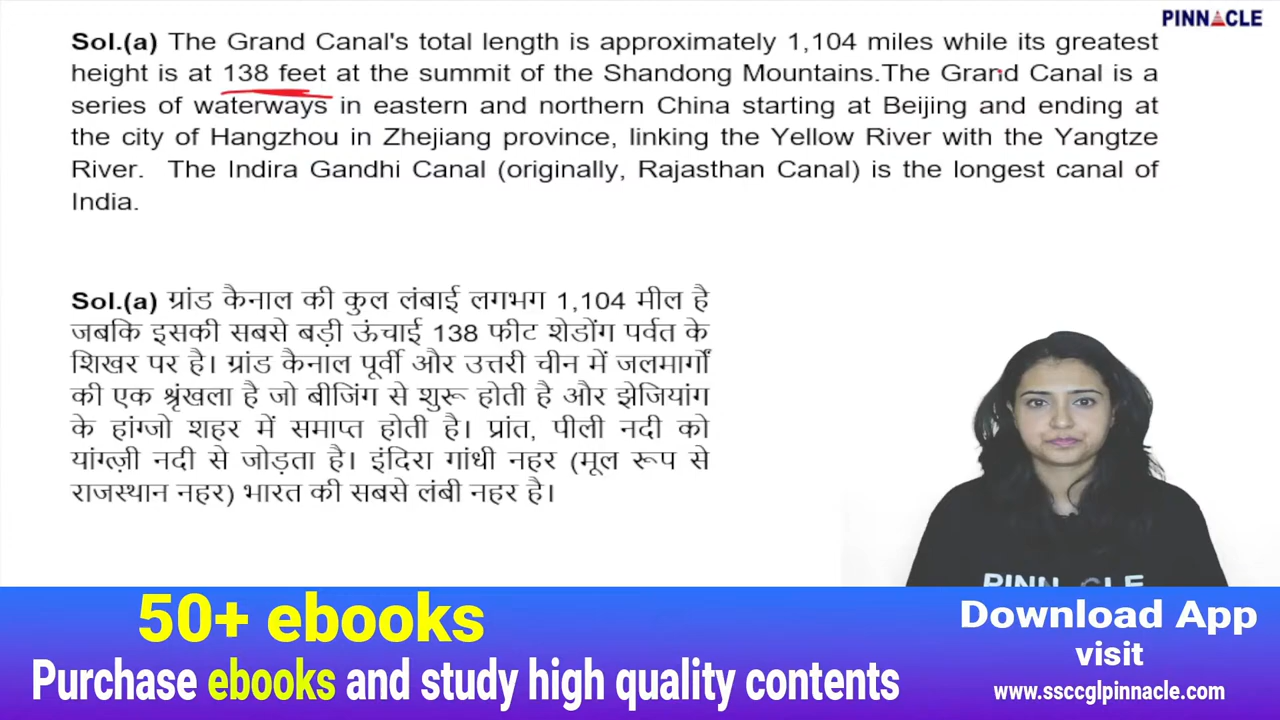 PINNACLE
Sol.(a) The Grand Canal's total length is approximately 1,104 miles while its greatest
height is at 138 feet at the summit of the Shandong Mountains.The Grand Canal is a
series of waterways in eastern and northern China starting at Beijing and ending at
the city of Hangzhou in Zhejiang province, linking the Yellow River with the Yangtze
River. The Indira Gandhi Canal (originally, Rajasthan Canal) is the longest canal of
India.
Sol.(a) ग्रांड कैनाल की कुल लंबाई लगभग 1,104 मील है
जबकि इसकी सबसे बड़ी ऊंचाई 138 फीट शेडोंग पर्वत के
शिखर पर है। ग्रांड कैनाल पूर्वी और उत्तरी चीन में जलमार्गों
की एक श्रृंखला है जो बीजिंग से शुरू होती है और झेजियांग
के हांग्जो शहर में समाप्त होती है। प्रांत, पीली नदी को
यांग्त्ज़ी नदी से जोड़ता है। इंदिरा गांधी नहर (मूल रूप से
राजस्थान नहर) भारत की सबसे लंबी नहर है।
PINNACLE
50+ ebooks
Purchase ebooks and study high quality contents
Download App
visit
www.ssccglpinnacle.com